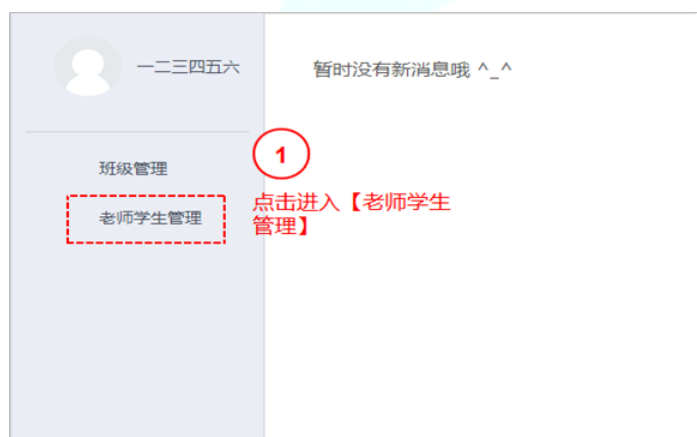 一二三四五六
暂时没有新消息哦 ^_^
班级管理
1
老师学生管理
点击进入【老师学生
管理】